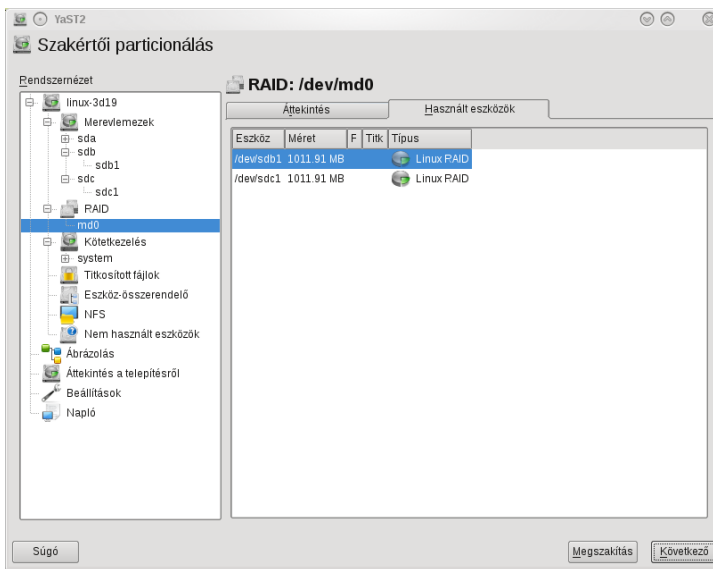 YaST2
Szakértői particionálás
Rendszernézet
linux-3d19
Merevlemezek
sda
sdb
sdb1
sdc
sdc1
RAID
md0
Kötetkezelés
system
Titkosított fájlok
Eszköz-összerendelő
NFS
Nem használt eszközök
Ábrázolás
Áttekintés a telepítésről
Beállítások
Napló
RAID: /dev/md0
Áttekintés Használt eszközök
Eszköz Méret F Titk Típus
/dev/sdb1 1011.91 MB Linux RAID
/dev/sdc1 1011.91 MB Linux RAID
Súgó Megszakítás Következő